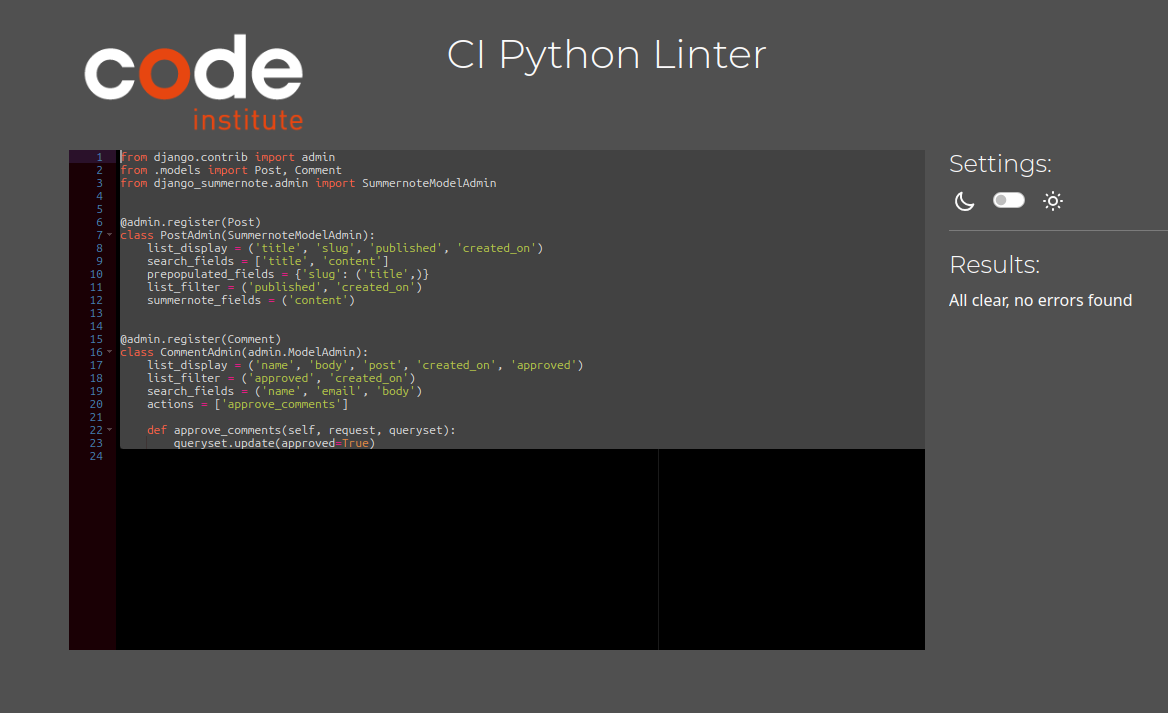 code
institute
CI Python Linter
1 from django.contrib import admin
2 from .models import Post, Comment
3 from django_summernote.admin import SummernoteModelAdmin
4
5
6 @admin.register(Post)
7 class PostAdmin(SummernoteModelAdmin):
8     list_display = ('title', 'slug', 'published', 'created_on')
9     search_fields = ['title', 'content']
10     prepopulated_fields = {'slug': ('title',)}
11     list_filter = ('published', 'created_on')
12     summernote_fields = ('content')
13
14
15 @admin.register(Comment)
16 class CommentAdmin(admin.ModelAdmin):
17     list_display = ('name', 'body', 'post', 'created_on', 'approved')
18     list_filter = ('approved', 'created_on')
19     search_fields = ('name', 'email', 'body')
20     actions = ['approve_comments']
21
22     def approve_comments(self, request, queryset):
23         queryset.update(approved=True)
24
Settings:
Results:
All clear, no errors found